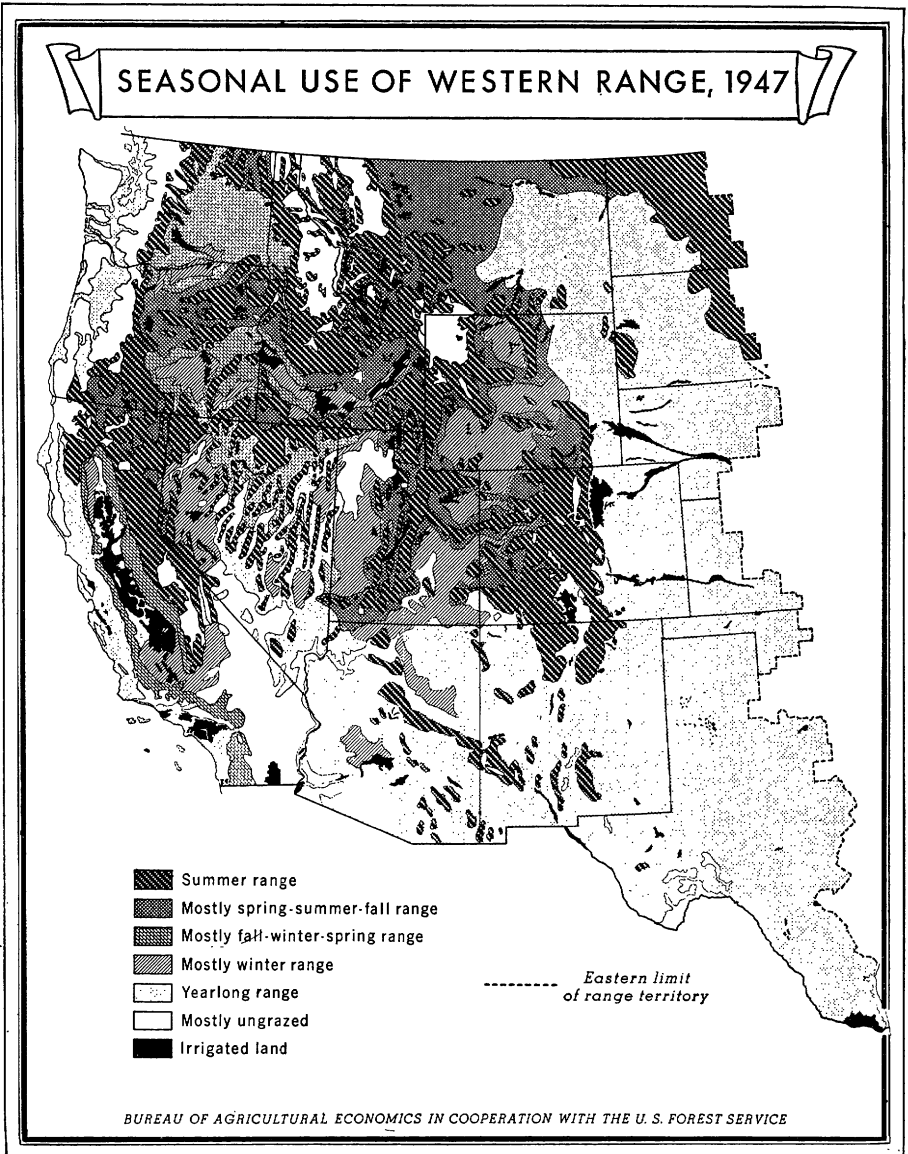 SEASONAL USE OF WESTERN RANGE, 1947
Summer range
Mostly spring-summer-fall range
Mostly fall-winter-spring range
Mostly winter range
Yearlong range
Mostly ungrazed
Irrigated land
Eastern limit
of range territory
BUREAU OF AGRICULTURAL ECONOMICS IN COOPERATION WITH THE U. S. FOREST SERVICE